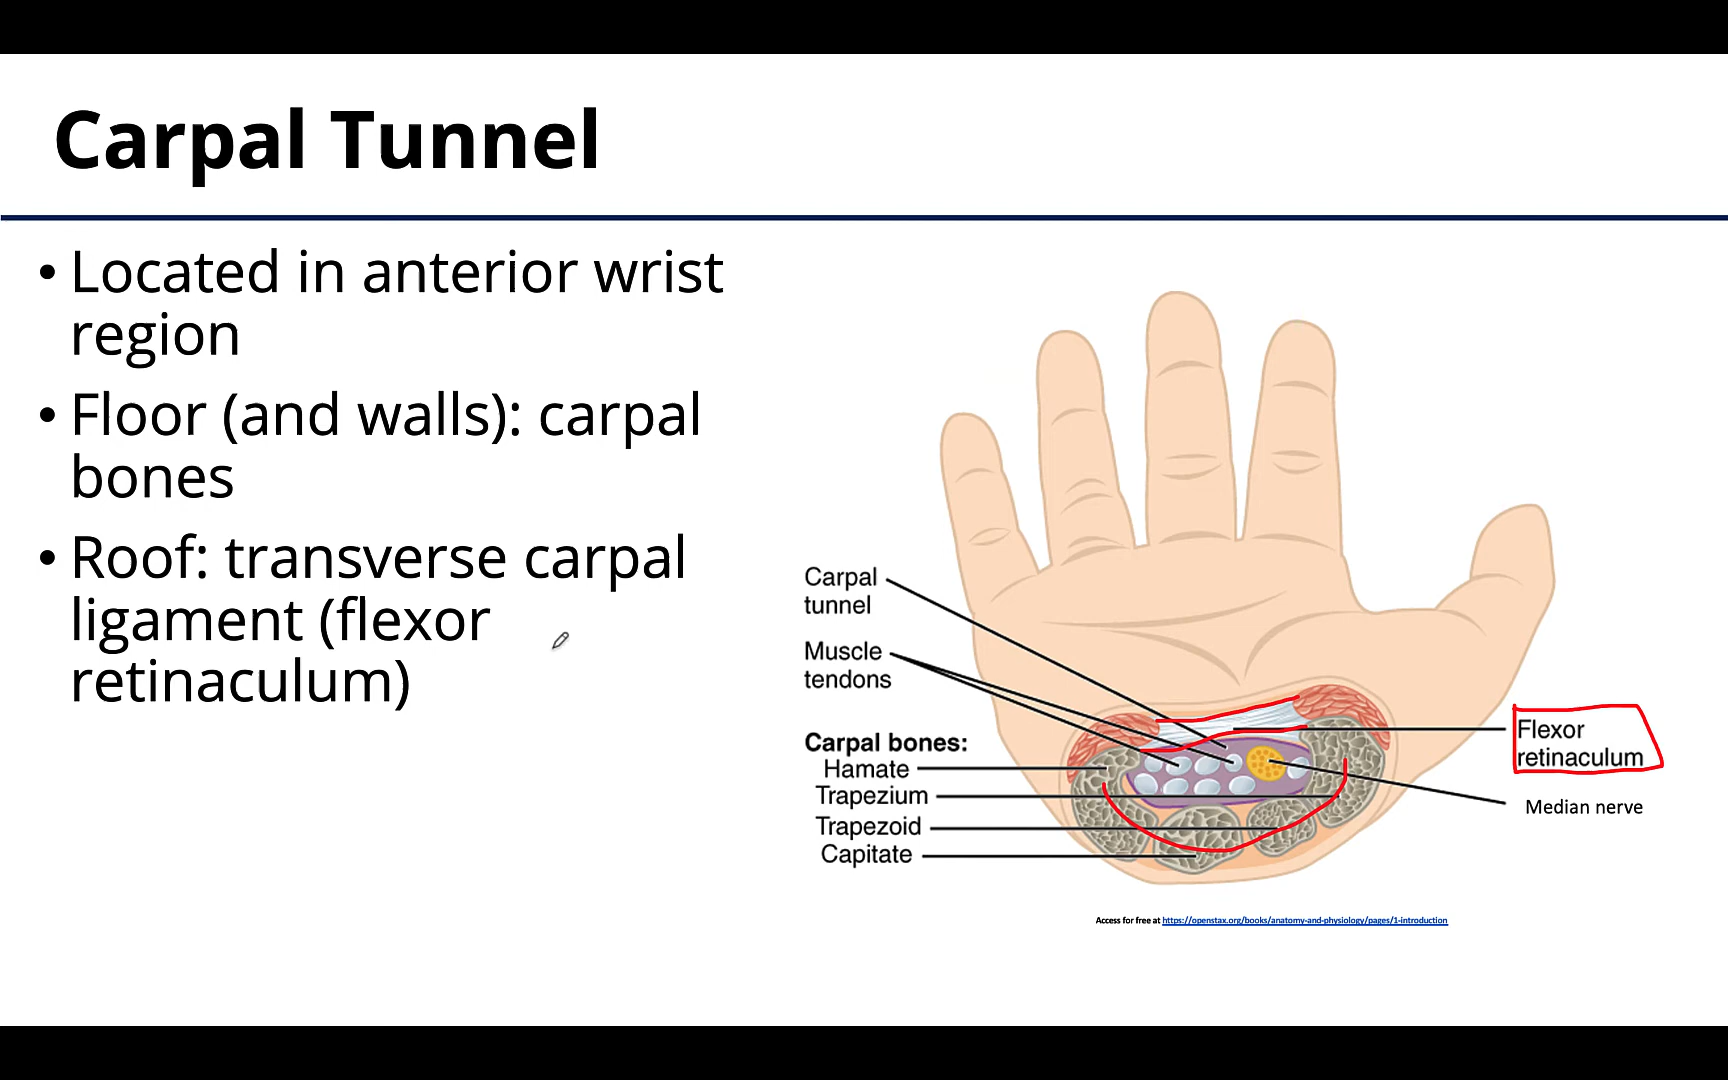 Carpal Tunnel
• Located in anterior wrist
region
• Floor (and walls): carpal
bones
• Roof: transverse carpal
ligament (flexor
retinaculum)
Carpal
tunnel
Muscle
tendons
Carpal bones:
Hamate
Trapezium
Trapezoid
Capitate
Flexor
retinaculum
Median nerve
Access for free at https://openstax.org/books/anatomy-and-physiology/pages/1-introduction